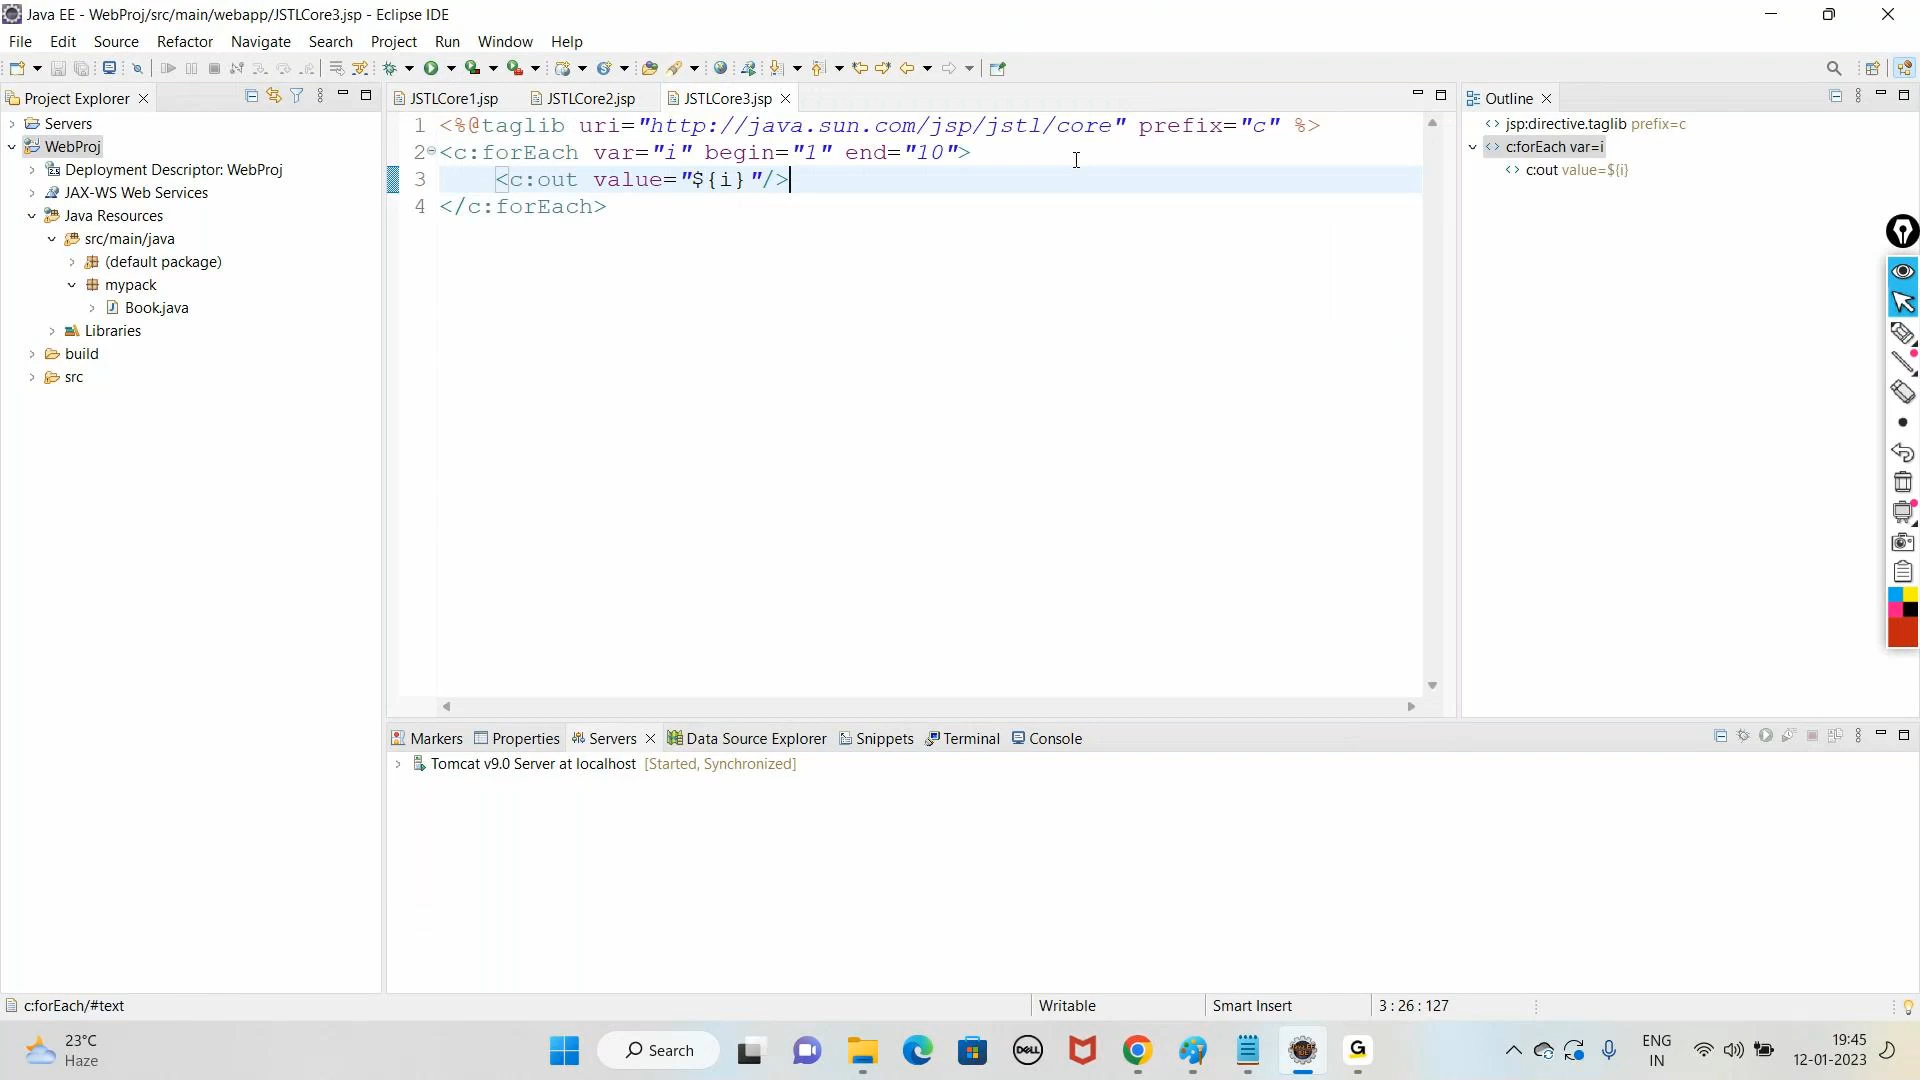 Java EE - WebProj/src/main/webapp/JSTLCore3.jsp - Eclipse IDE
File Edit Source Refactor Navigate Search Project Run Window Help
Project Explorer
Servers
WebProj
Deployment Descriptor: WebProj
JAX-WS Web Services
Java Resources
src/main/java
(default package)
mypack
Book.java
Libraries
build
src
JSTLCore1.jsp JSTLCore2.jsp JSTLCore3.jsp
1 <%@taglib uri="http://java.sun.com/jsp/jstl/core" prefix="c" %>
2 <c:forEach var="i" begin="1" end="10">
3 <c:out value="${i}"/>
4 </c:forEach>
Outline
jsp:directive.taglib prefix=c
c:forEach var=i
c:out value=${i}
Markers Properties Servers Data Source Explorer Snippets Terminal Console
Tomcat v9.0 Server at localhost [Started, Synchronized]
c:forEach/#text Writable Smart Insert 3 : 26 : 127
23°C
Haze
Search
DELL
G
ENG
IN
19:45
12-01-2023